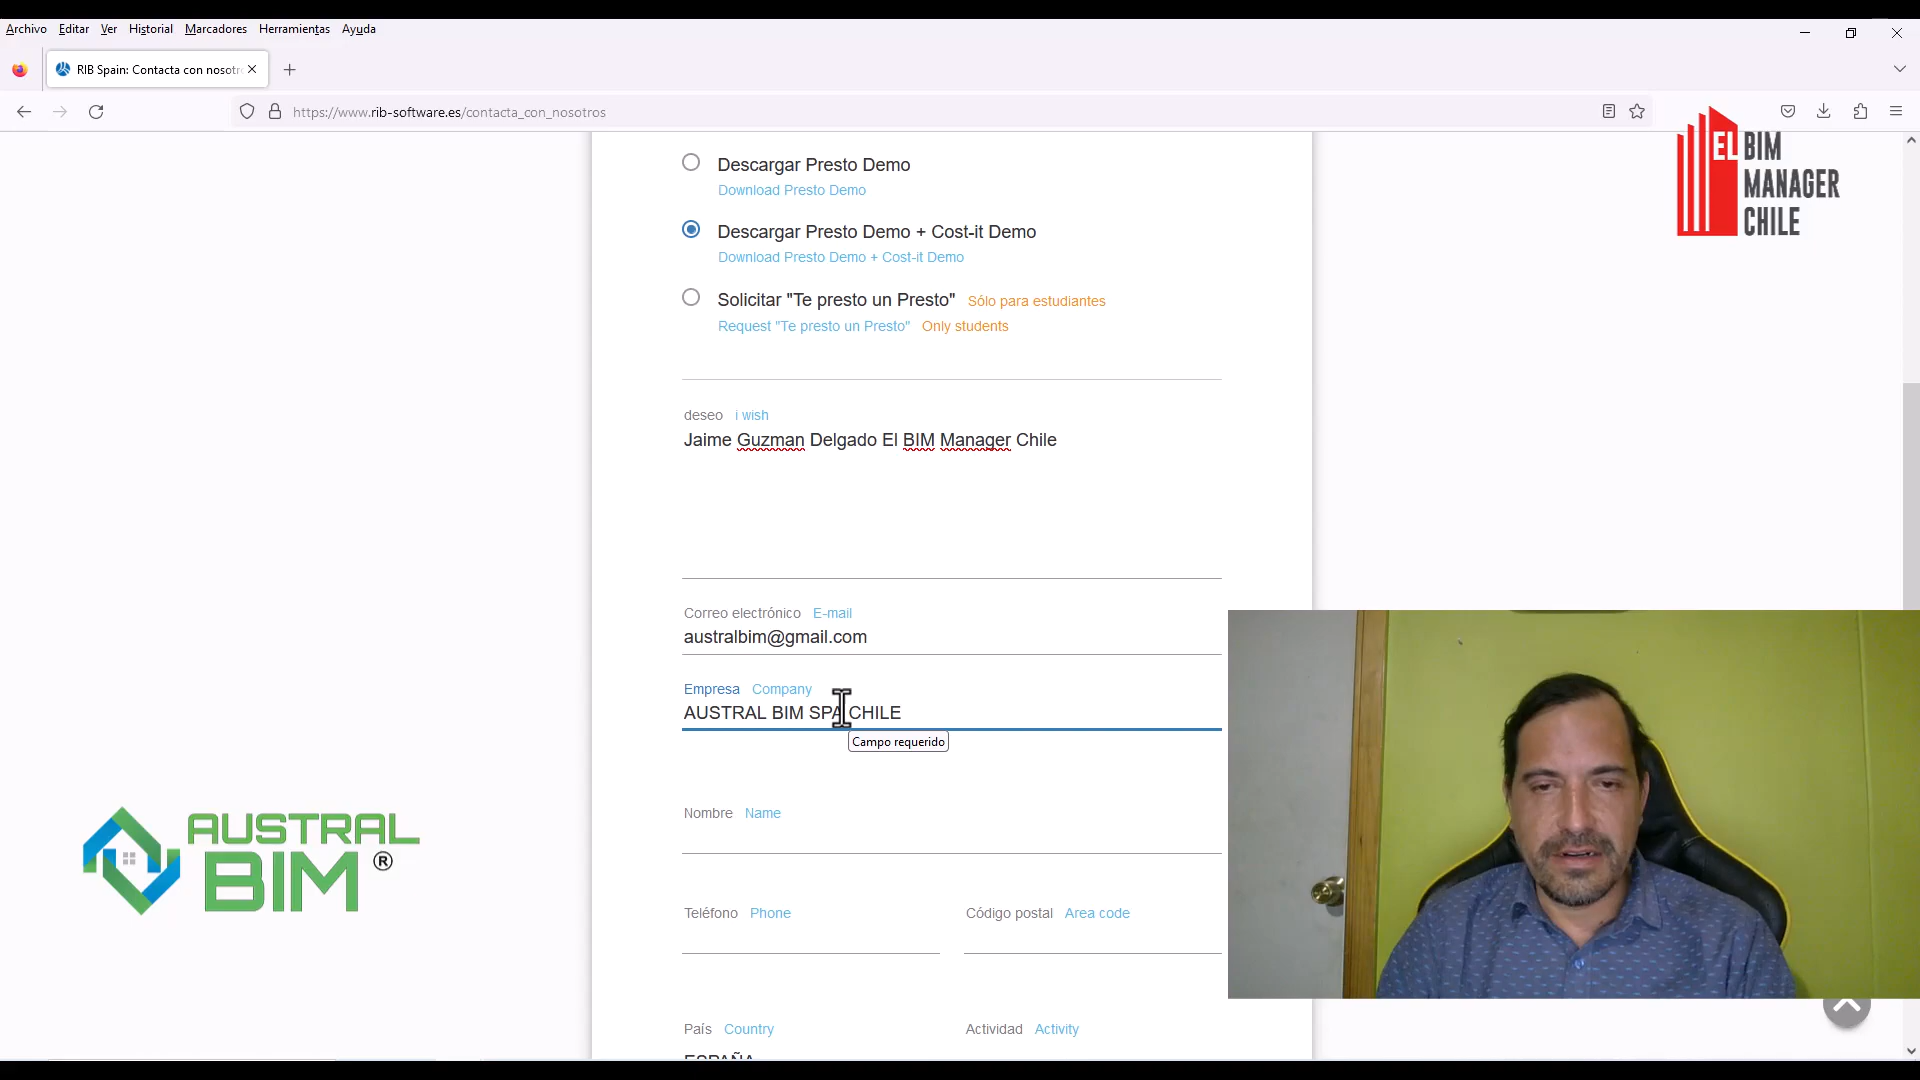 Archivo Editar Ver Historial Marcadores Herramientas Ayuda
RIB Spain: Contacta con nosotr
https://www.rib-software.es/contacta_con_nosotros
EL BIM
MANAGER
CHILE
Descargar Presto Demo
Download Presto Demo
Descargar Presto Demo + Cost-it Demo
Download Presto Demo + Cost-it Demo
Solicitar "Te presto un Presto" Sólo para estudiantes
Request "Te presto un Presto" Only students
deseo i wish
Jaime Guzman Delgado El BIM Manager Chile
Correo electrónico E-mail
australbim@gmail.com
Empresa Company
AUSTRAL BIM SPA CHILE
Campo requerido
Nombre Name
AUSTRAL
BIM ®
Teléfono Phone Código postal Area code
País Country Actividad Activity
ESPAÑA